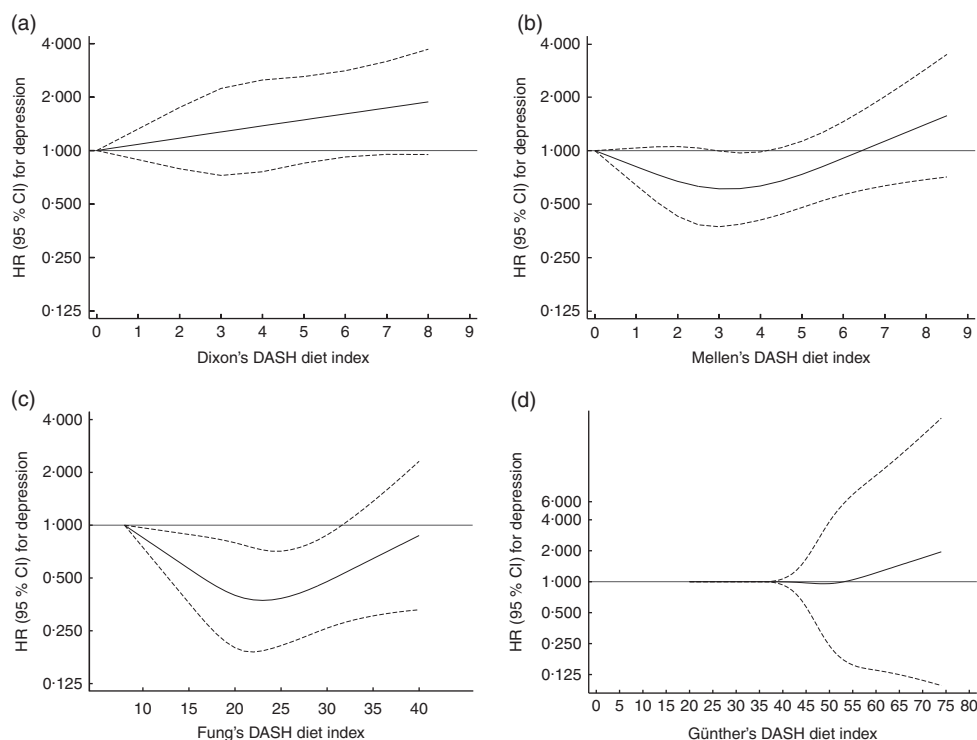 (a)
4·000
2·000
1·000
0·500
0·250
0·125
HR (95 % CI) for depression
0 1 2 3 4 5 6 7 8 9
Dixon's DASH diet index
(b)
4·000
2·000
1·000
0·500
0·250
0·125
HR (95 % CI) for depression
0 1 2 3 4 5 6 7 8 9
Mellen's DASH diet index
(c)
4·000
2·000
1·000
0·500
0·250
0·125
HR (95 % CI) for depression
10 15 20 25 30 35 40
Fung's DASH diet index
(d)
6·000
4·000
2·000
1·000
0·500
0·250
0·125
HR (95 % CI) for depression
0 5 10 15 20 25 30 35 40 45 50 55 60 65 70 75 80
Günther's DASH diet index